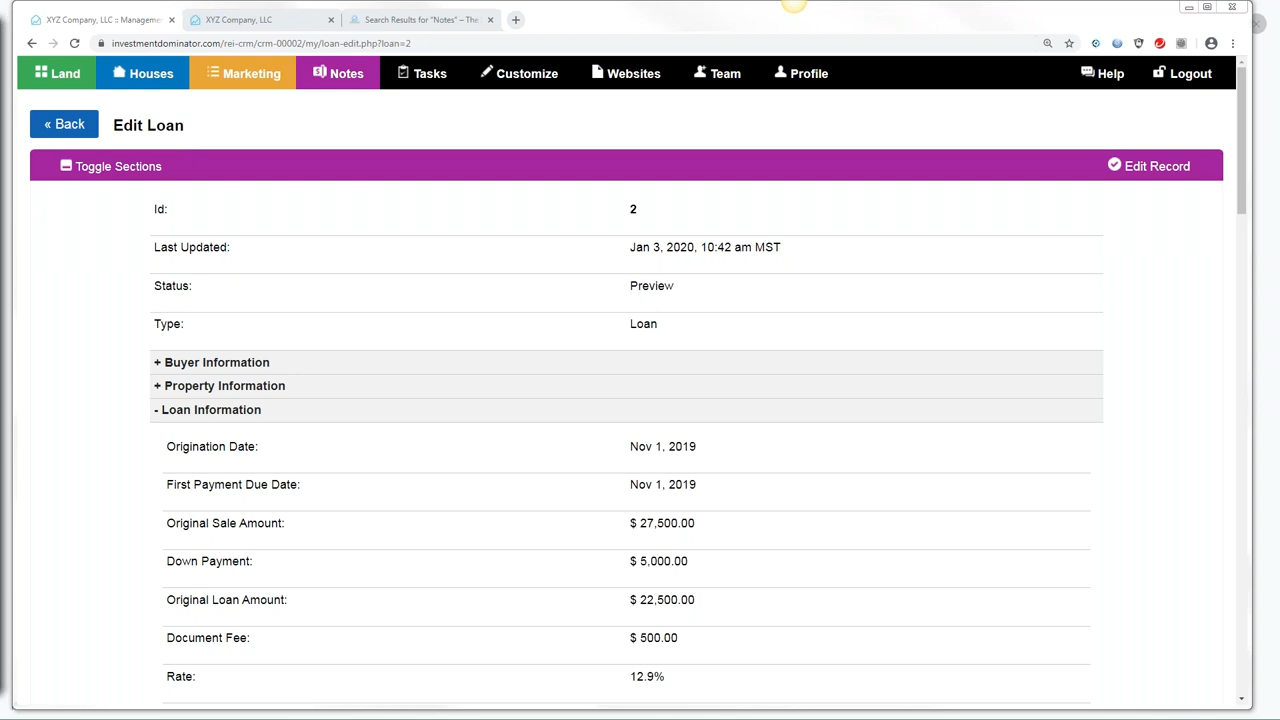 XYZ Company, LLC :: Manageme
XYZ Company, LLC
Search Results for "Notes" – The
investmentdominator.com/rei-crm/crm-00002/my/loan-edit.php?loan=2
Land Houses Marketing Notes Tasks Customize Websites Team Profile Help Logout
« Back Edit Loan
Toggle Sections Edit Record
Id: 2
Last Updated: Jan 3, 2020, 10:42 am MST
Status: Preview
Type: Loan
+ Buyer Information
+ Property Information
- Loan Information
Origination Date: Nov 1, 2019
First Payment Due Date: Nov 1, 2019
Original Sale Amount: $ 27,500.00
Down Payment: $ 5,000.00
Original Loan Amount: $ 22,500.00
Document Fee: $ 500.00
Rate: 12.9%